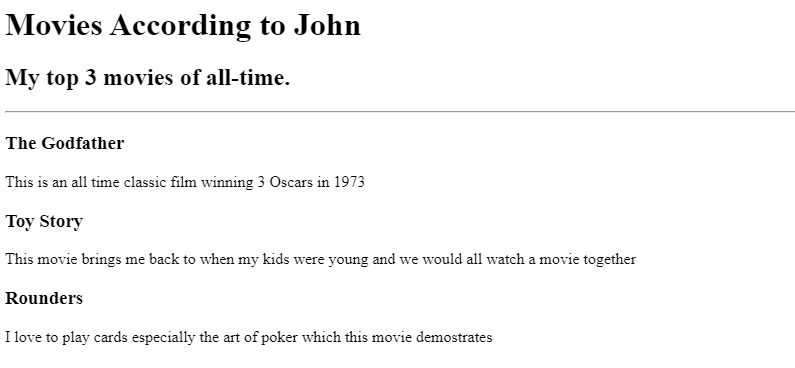 Movies According to John
My top 3 movies of all-time.
The Godfather
This is an all time classic film winning 3 Oscars in 1973
Toy Story
This movie brings me back to when my kids were young and we would all watch a movie together
Rounders
I love to play cards especially the art of poker which this movie demostrates